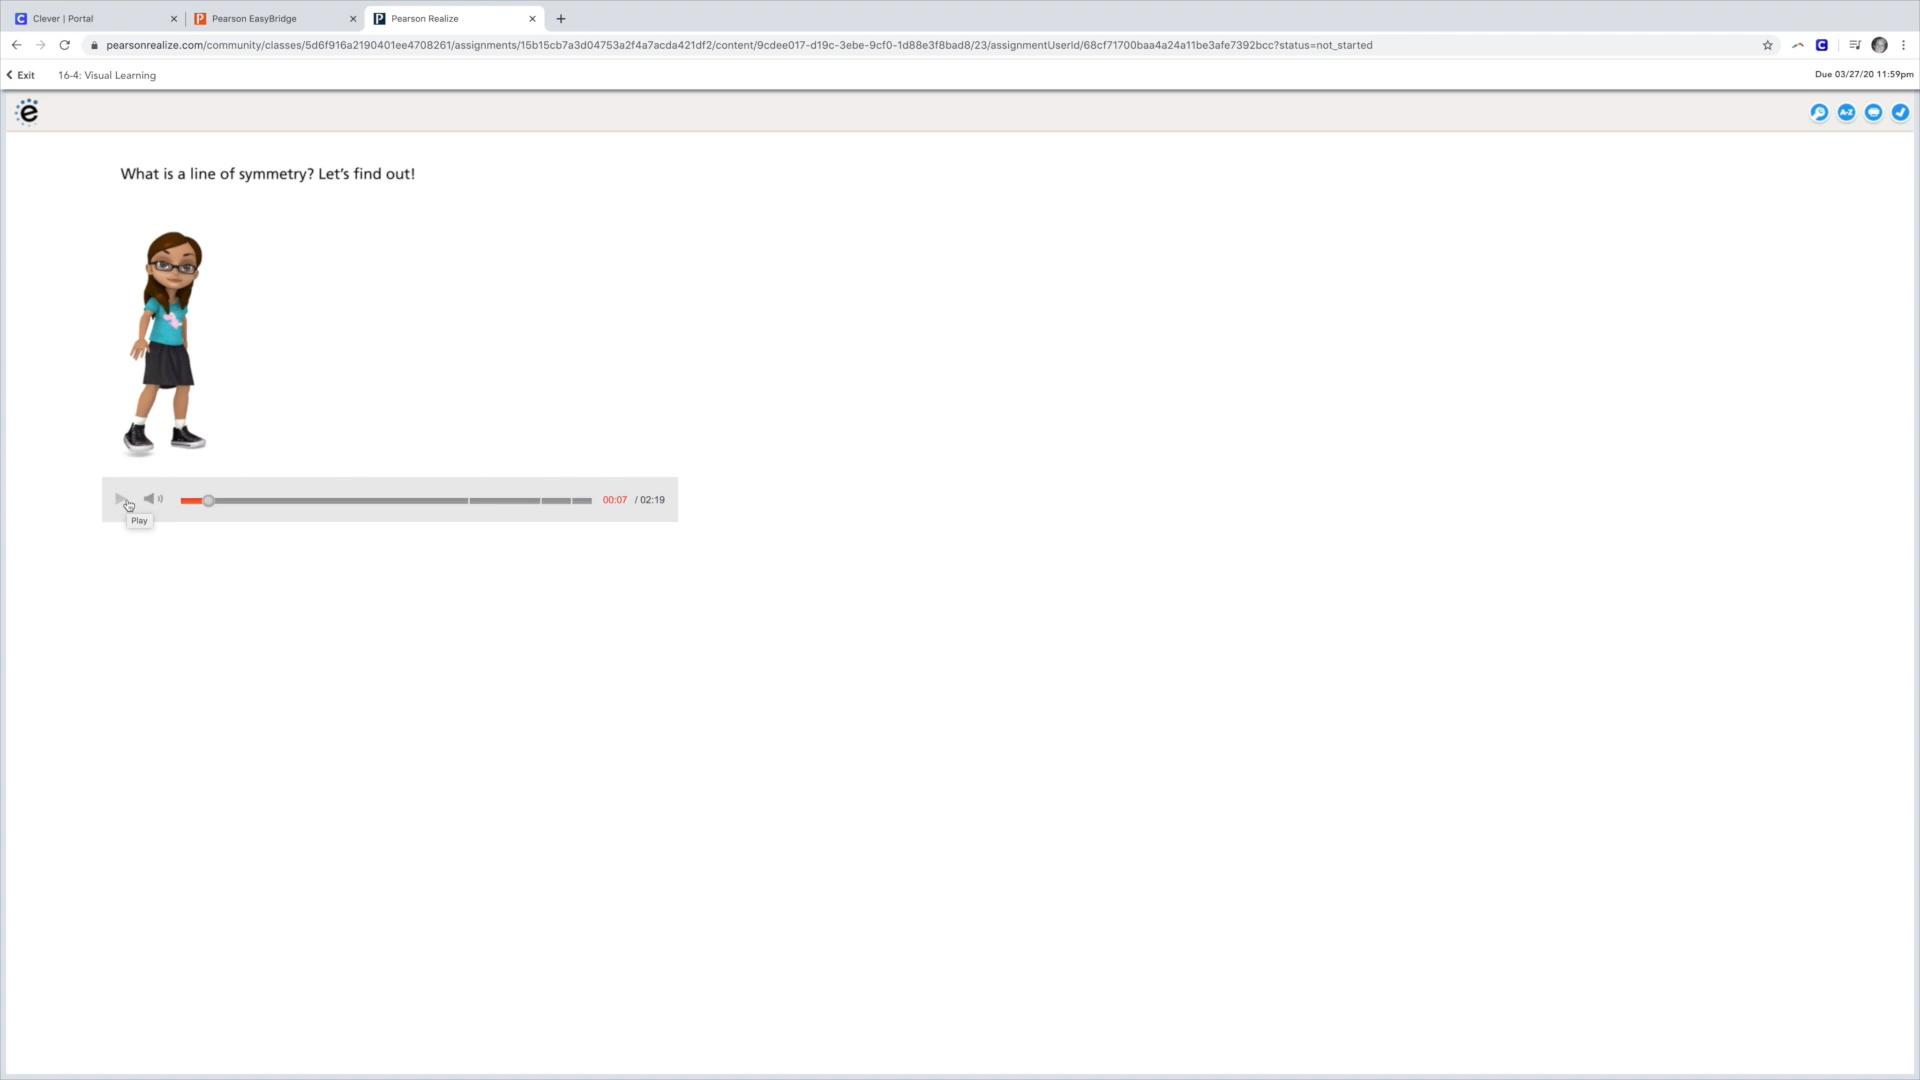 Clever | Portal
Pearson EasyBridge
Pearson Realize
pearsonrealize.com/community/classes/5d6f916a2190401ee4708261/assignments/15b15cb7a3d04753a2f4a7acda421df2/content/9cdee017-d19c-3ebe-9cf0-1d88e3f8bad8/23/assignmentUserId/68cf71700baa4a24a11be3afe7392bcc?status=not_started
Exit
16-4: Visual Learning
Due 03/27/20 11:59pm
A-Z
What is a line of symmetry? Let's find out!
00:07 / 02:19
Play